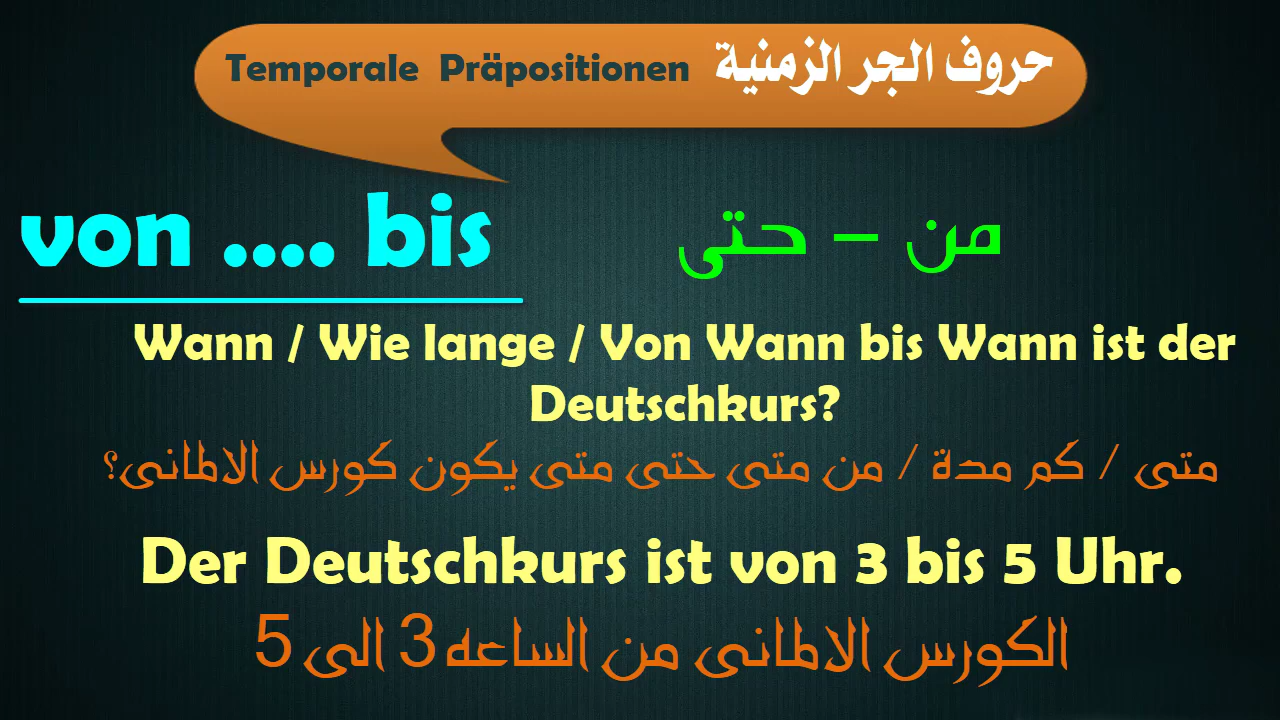 Temporale Präpositionen حروف الجر الزمنية
von .... bis من – حتى
Wann / Wie lange / Von Wann bis Wann ist der
Deutschkurs?
متى / كم مدة / من متى حتى متى يكون كورس الالمانى؟
Der Deutschkurs ist von 3 bis 5 Uhr.
الكورس الالمانى من الساعه 3 الى 5